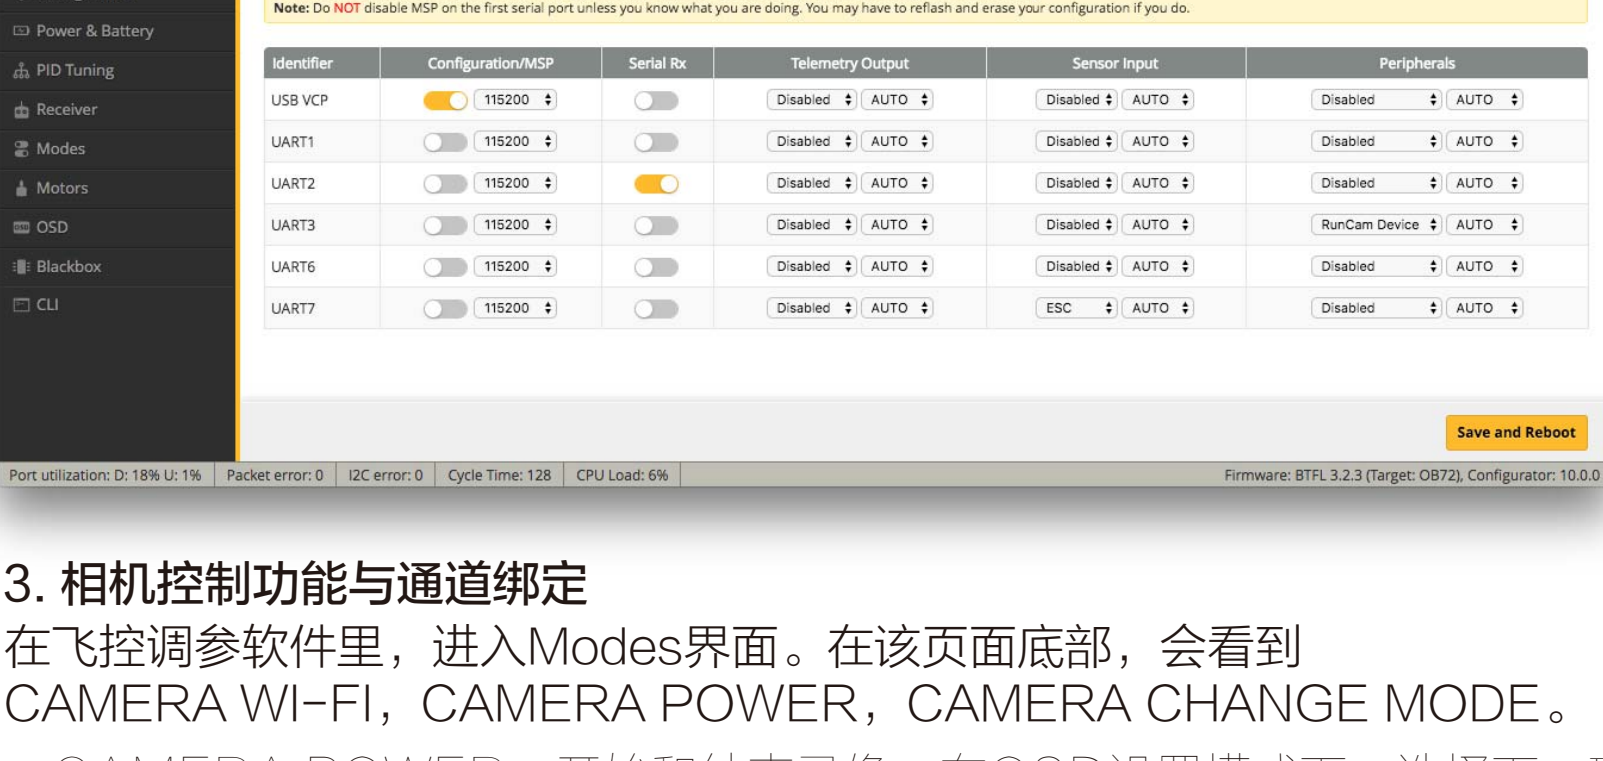 Note: Do NOT disable MSP on the first serial port unless you know what you are doing. You may have to reflash and erase your configuration if you do.
Power & Battery
PID Tuning
Receiver
Modes
Motors
OSD
Blackbox
CLI
Identifier Configuration/MSP Serial Rx Telemetry Output Sensor Input Peripherals
USB VCP 115200 Disabled AUTO Disabled AUTO Disabled AUTO
UART1 115200 Disabled AUTO Disabled AUTO Disabled AUTO
UART2 115200 Disabled AUTO Disabled AUTO Disabled AUTO
UART3 115200 Disabled AUTO Disabled AUTO RunCam Device AUTO
UART6 115200 Disabled AUTO Disabled AUTO Disabled AUTO
UART7 115200 Disabled AUTO ESC AUTO Disabled AUTO
Save and Reboot
Port utilization: D: 18% U: 1% Packet error: 0 I2C error: 0 Cycle Time: 128 CPU Load: 6% Firmware: BTFL 3.2.3 (Target: OB72), Configurator: 10.0.0
3. 相机控制功能与通道绑定
在飞控调参软件里，进入Modes界面。在该页面底部，会看到
CAMERA WI-FI，CAMERA POWER，CAMERA CHANGE MODE。
CAMERA POWER